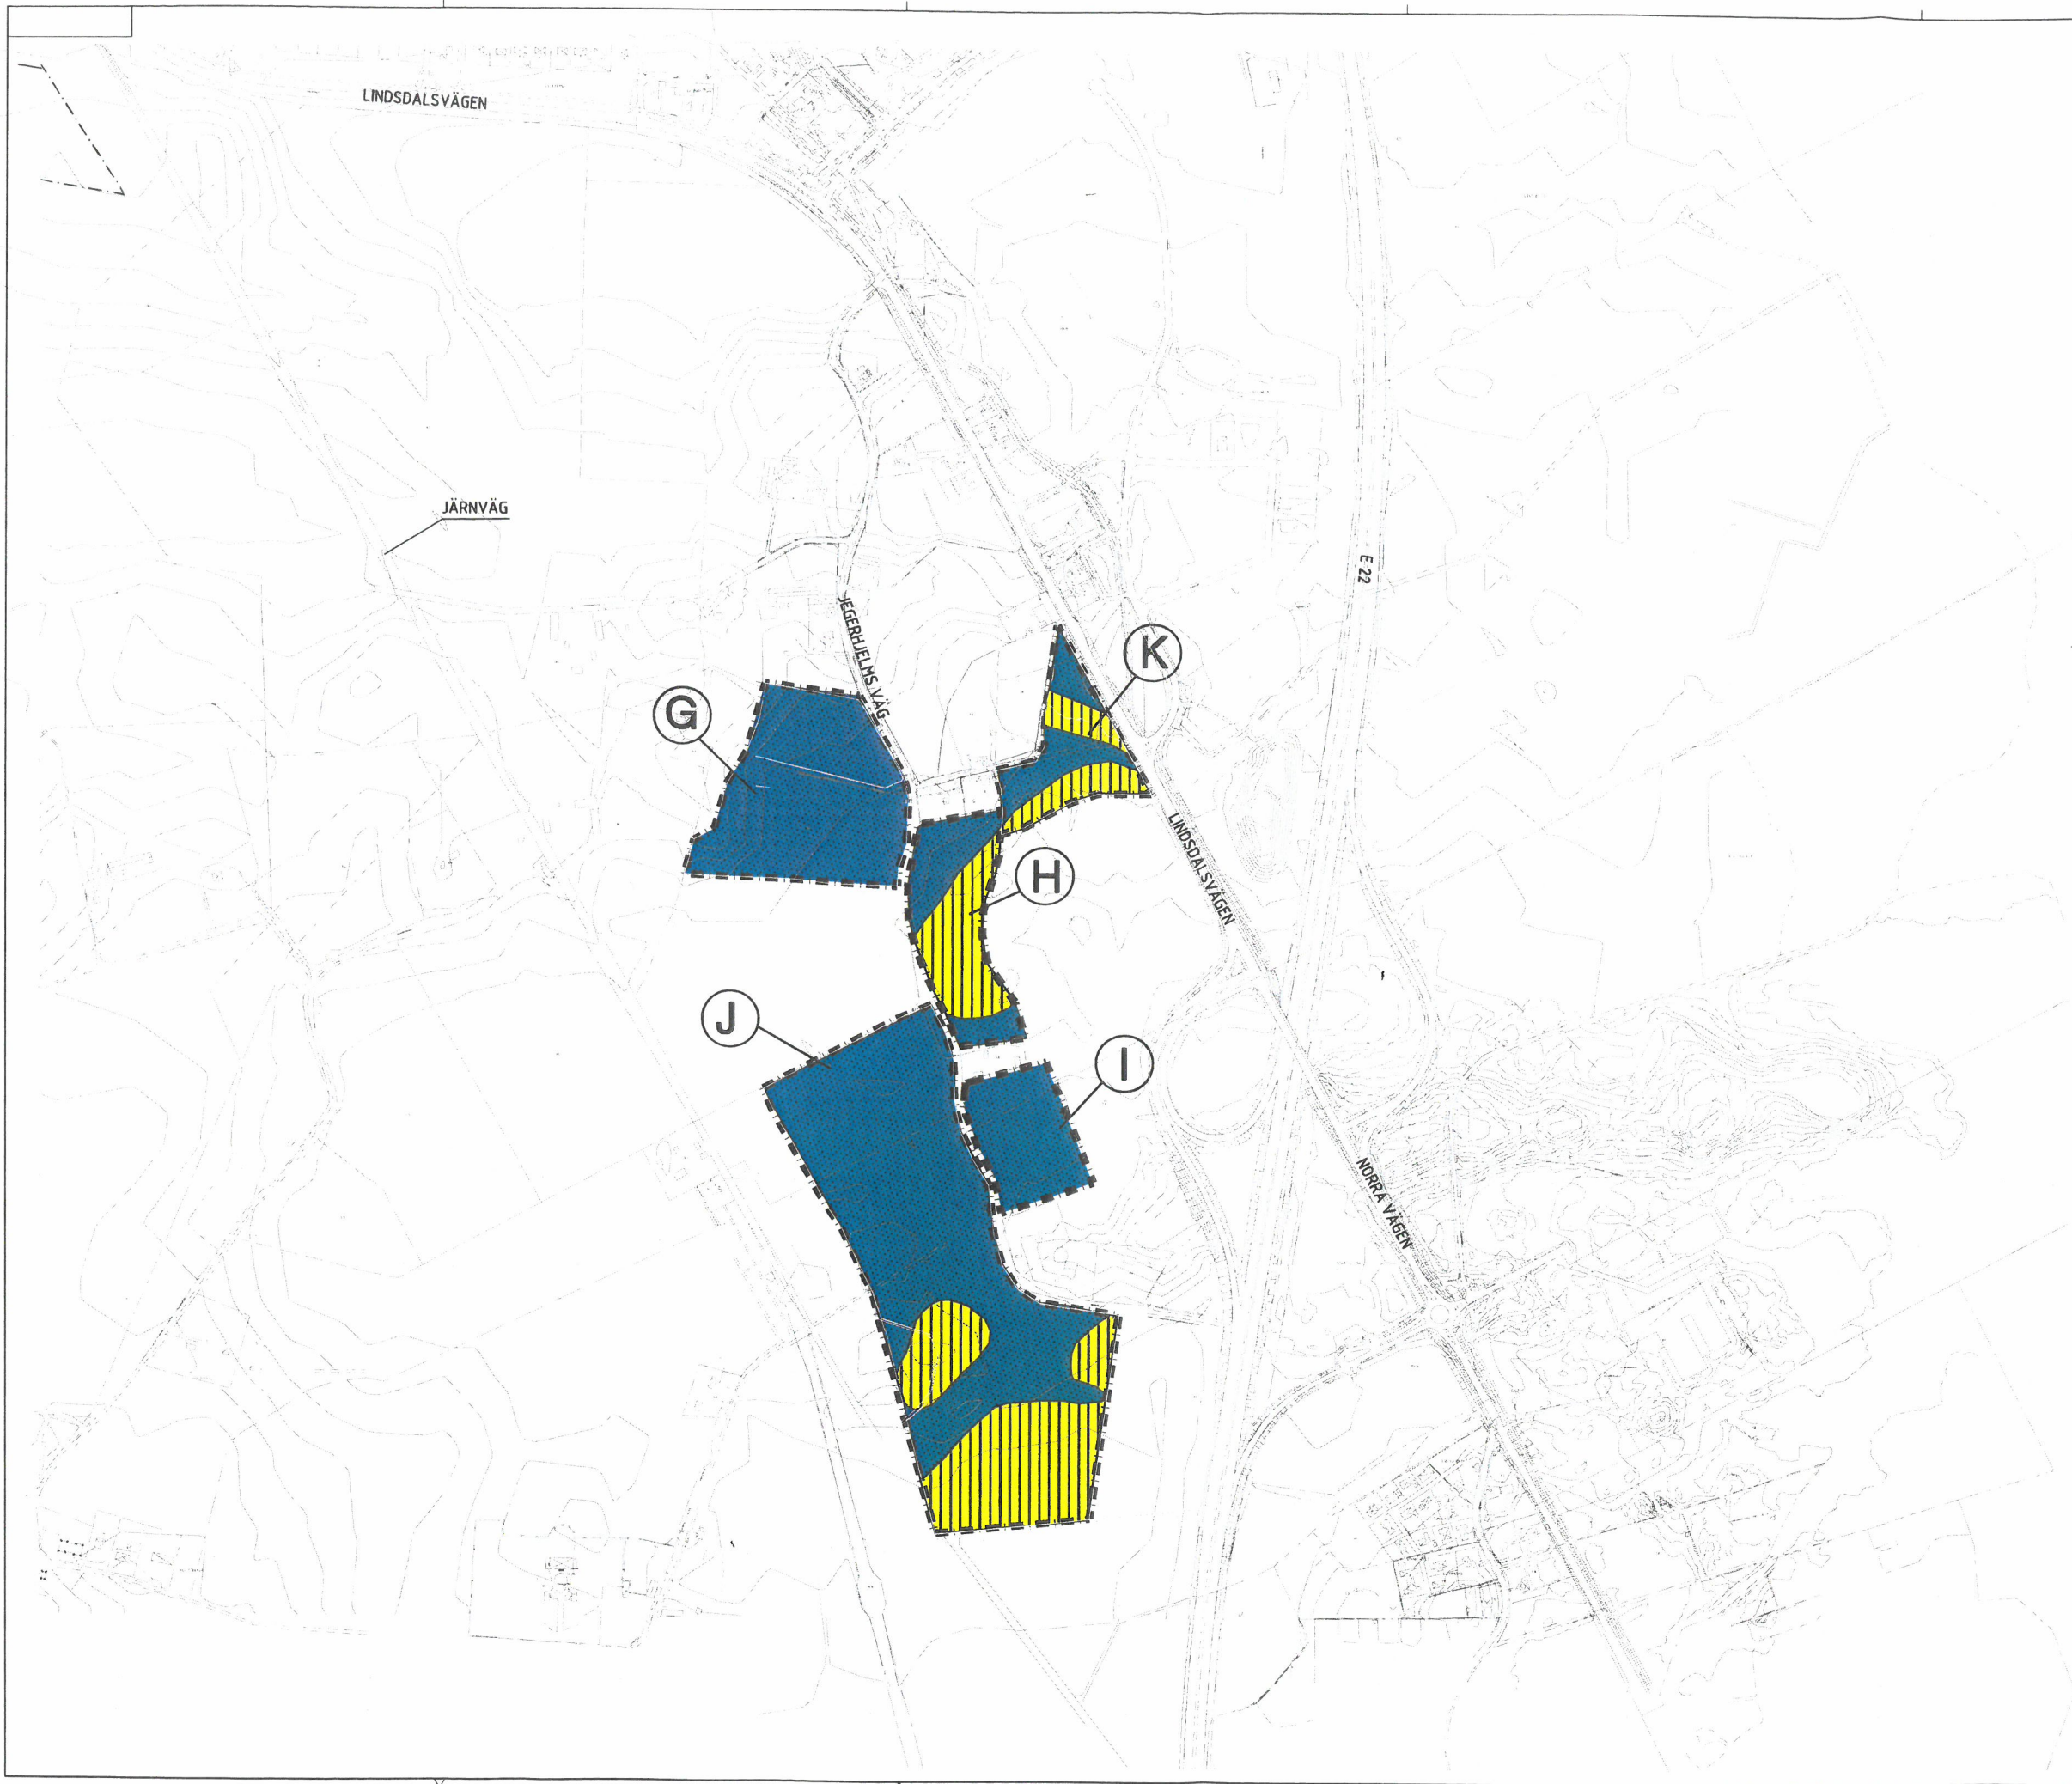 LINDSDALSVÄGEN
JÄRNVÄG
E 22
JEGERHJELMS VÄG
K
G
LINDSDALSVÄGEN
H
J
I
NORRA VÄGEN